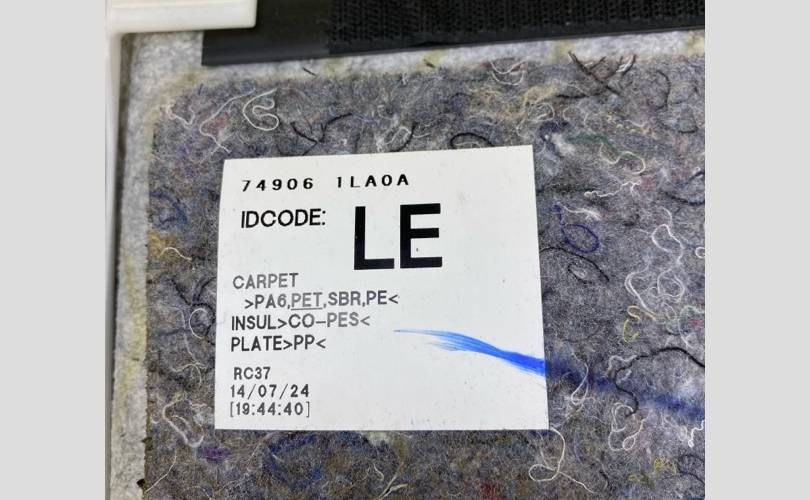 74906 1LA0A
IDCODE: LE
CARPET
>PA6,PET,SBR,PE<
INSUL>CO-PES<
PLATE>PP<
RC37
14/07/24
[19:44:40]